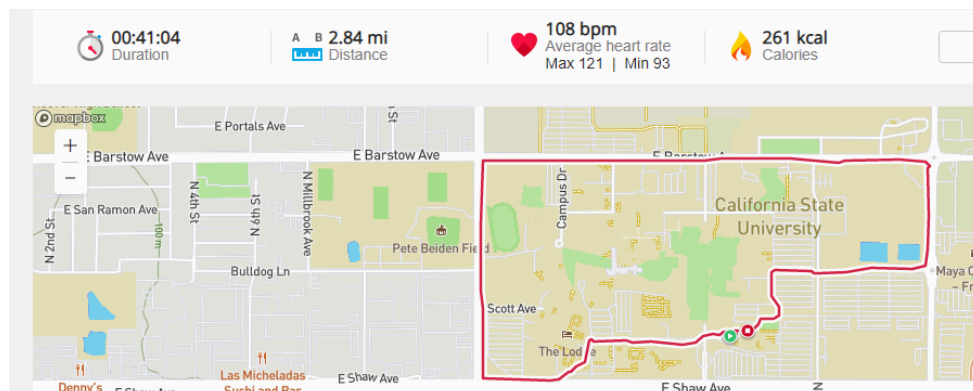 00:41:04
Duration
A B
2.84 mi
Distance
108 bpm
Average heart rate
Max 121 | Min 93
261 kcal
Calories
mapbox
+
−
E Portals Ave
E Barstow Ave
E Barstow Ave
E Barstow A
N 2nd St
E San Ramon Ave
100 m
N 4th St
N 6th St
N Millbrook Ave
Bulldog Ln
Pete Beiden Field
Campus Dr
California State
University
Scott Ave
The Lodge
Maya C
– Fr
Denny's
Las Micheladas
Sushi and Bar
E Shaw Ave
E Shaw Ave
E Shaw Ave